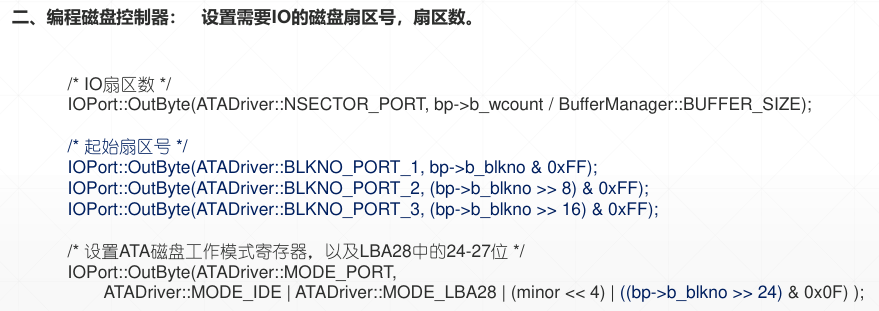 二、编程磁盘控制器： 设置需要IO的磁盘扇区号，扇区数。
/* IO扇区数 */
IOPort::OutByte(ATADriver::NSECTOR_PORT, bp->b_wcount / BufferManager::BUFFER_SIZE);
/* 起始扇区号 */
IOPort::OutByte(ATADriver::BLKNO_PORT_1, bp->b_blkno & 0xFF);
IOPort::OutByte(ATADriver::BLKNO_PORT_2, (bp->b_blkno >> 8) & 0xFF);
IOPort::OutByte(ATADriver::BLKNO_PORT_3, (bp->b_blkno >> 16) & 0xFF);
/* 设置ATA磁盘工作模式寄存器，以及LBA28中的24-27位 */
IOPort::OutByte(ATADriver::MODE_PORT,
ATADriver::MODE_IDE | ATADriver::MODE_LBA28 | (minor << 4) | ((bp->b_blkno >> 24) & 0x0F) );